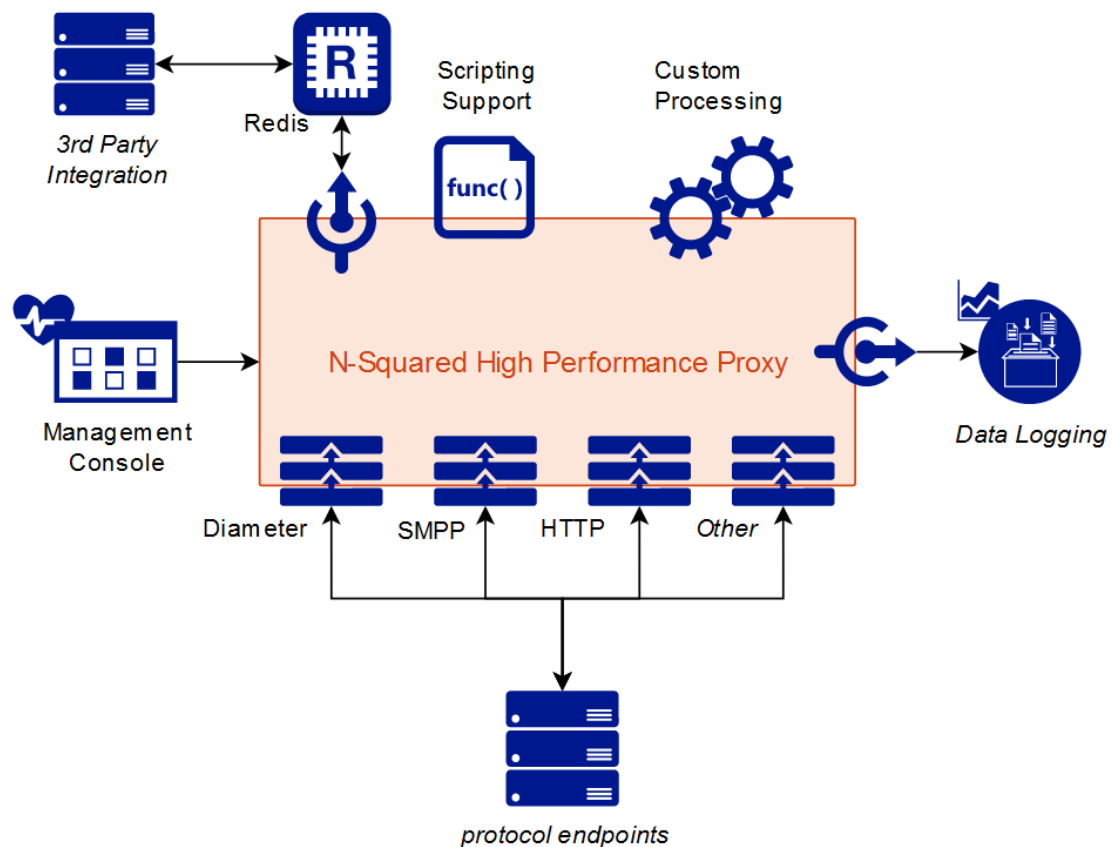 R
Scripting
Support
Custom
Processing
Redis
3rd Party
Integration
func( )
N-Squared High Performance Proxy
Management
Console
Data Logging
Diameter
SMPP
HTTP
Other
protocol endpoints